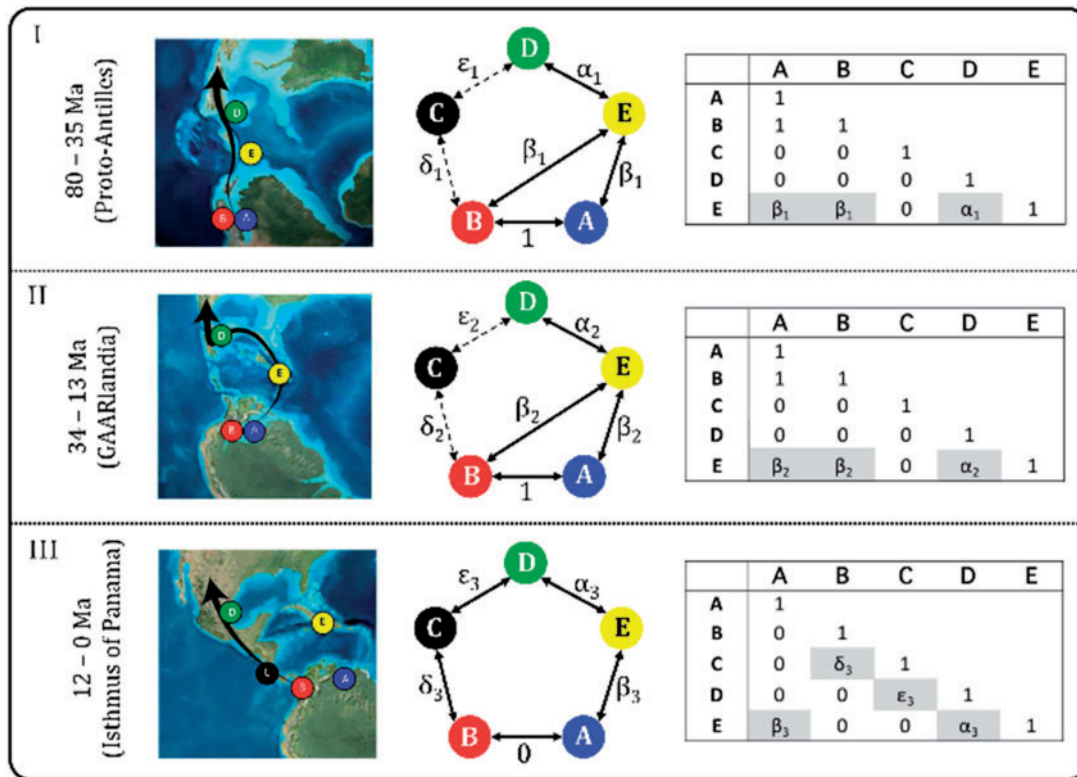 I
80 – 35 Ma
(Proto-Antilles)
D
E
B A
D
C
E
B
A
ε1
α1
δ1
β1
β1
1
A B C D E
A 1
B 1 1
C 0 0 1
D 0 0 0 1
E β1 β1 0 α1 1
II
34 – 13 Ma
(GAARlandia)
D
E
B A
D
C
E
B
A
ε2
α2
δ2
β2
β2
1
A B C D E
A 1
B 1 1
C 0 0 1
D 0 0 0 1
E β2 β2 0 α2 1
III
12 – 0 Ma
(Isthmus of Panama)
D
E
C
B
A
D
C
E
B
A
ε3
α3
δ3
β3
0
A B C D E
A 1
B 0 1
C 0 δ3 1
D 0 0 ε3 1
E β3 0 0 α3 1